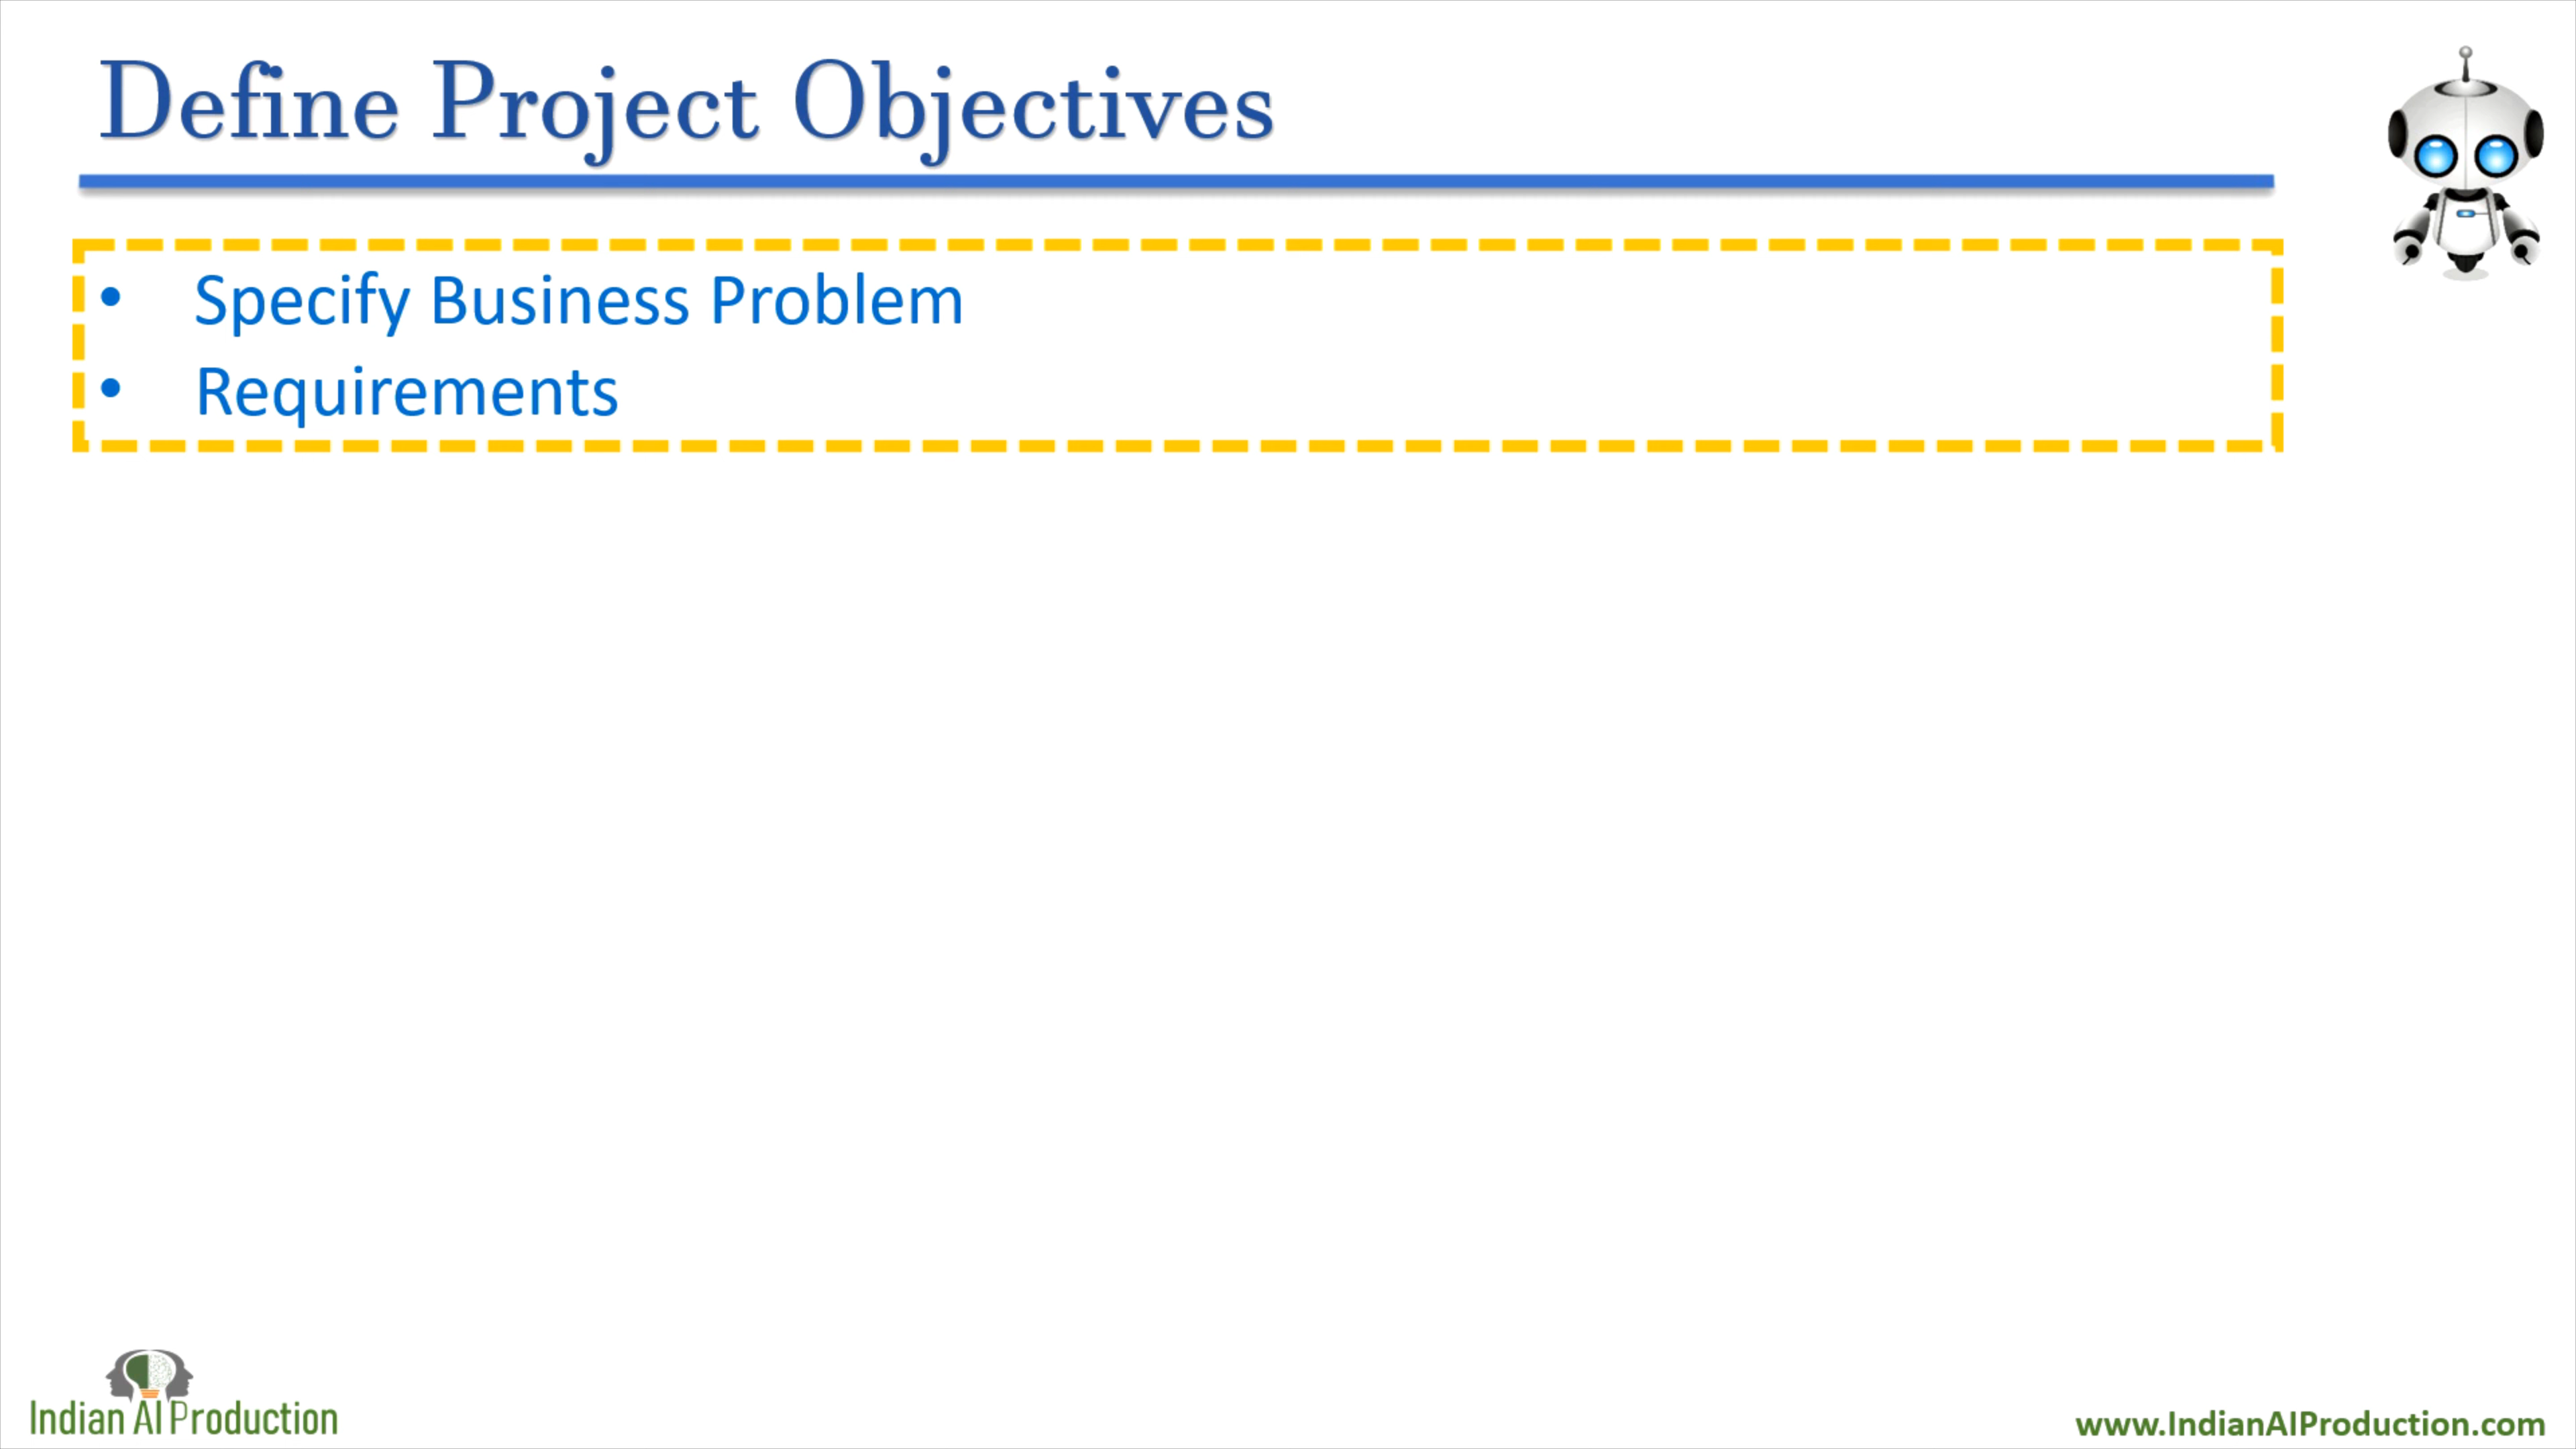 Define Project Objectives
• Specify Business Problem
• Requirements
Indian AI Production
www.IndianAIProduction.com